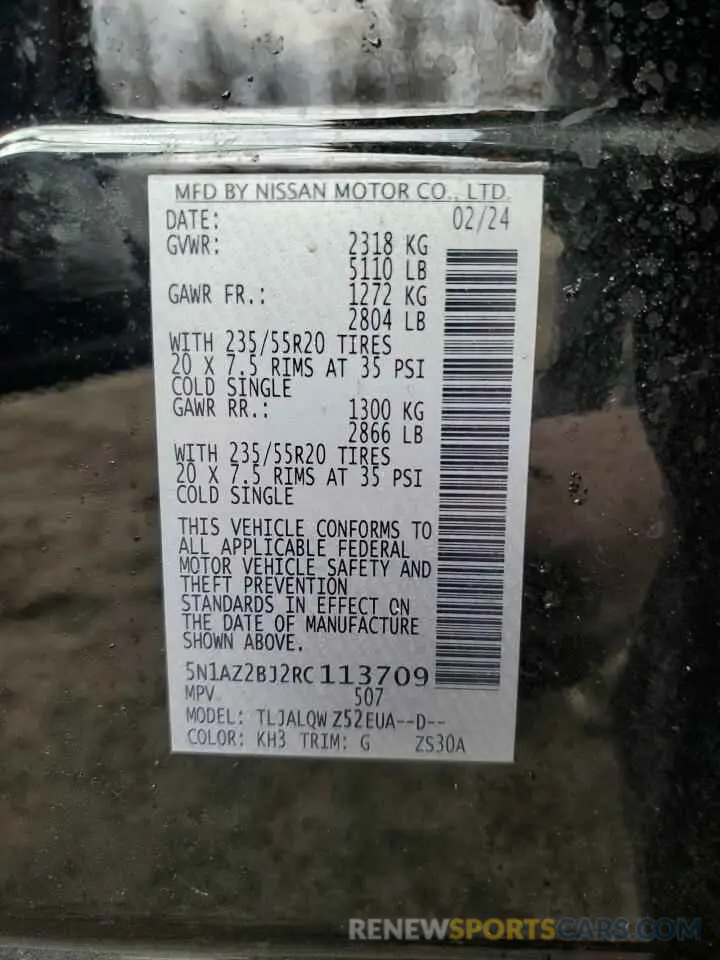 MFD BY NISSAN MOTOR CO., LTD.
DATE: 02/24
GVWR: 2318 KG
5110 LB
GAWR FR.: 1272 KG
2804 LB
WITH 235/55R20 TIRES
20 X 7.5 RIMS AT 35 PSI
COLD SINGLE
GAWR RR.: 1300 KG
2866 LB
WITH 235/55R20 TIRES
20 X 7.5 RIMS AT 35 PSI
COLD SINGLE
THIS VEHICLE CONFORMS TO
ALL APPLICABLE FEDERAL
MOTOR VEHICLE SAFETY AND
THEFT PREVENTION
STANDARDS IN EFFECT ON
THE DATE OF MANUFACTURE
SHOWN ABOVE.
5N1AZ2BJ2RC113709
MPV 507
MODEL: TLJALQW Z52EUA--D--
COLOR: KH3 TRIM: G ZS30A
RENEWSPORTSCARS.COM